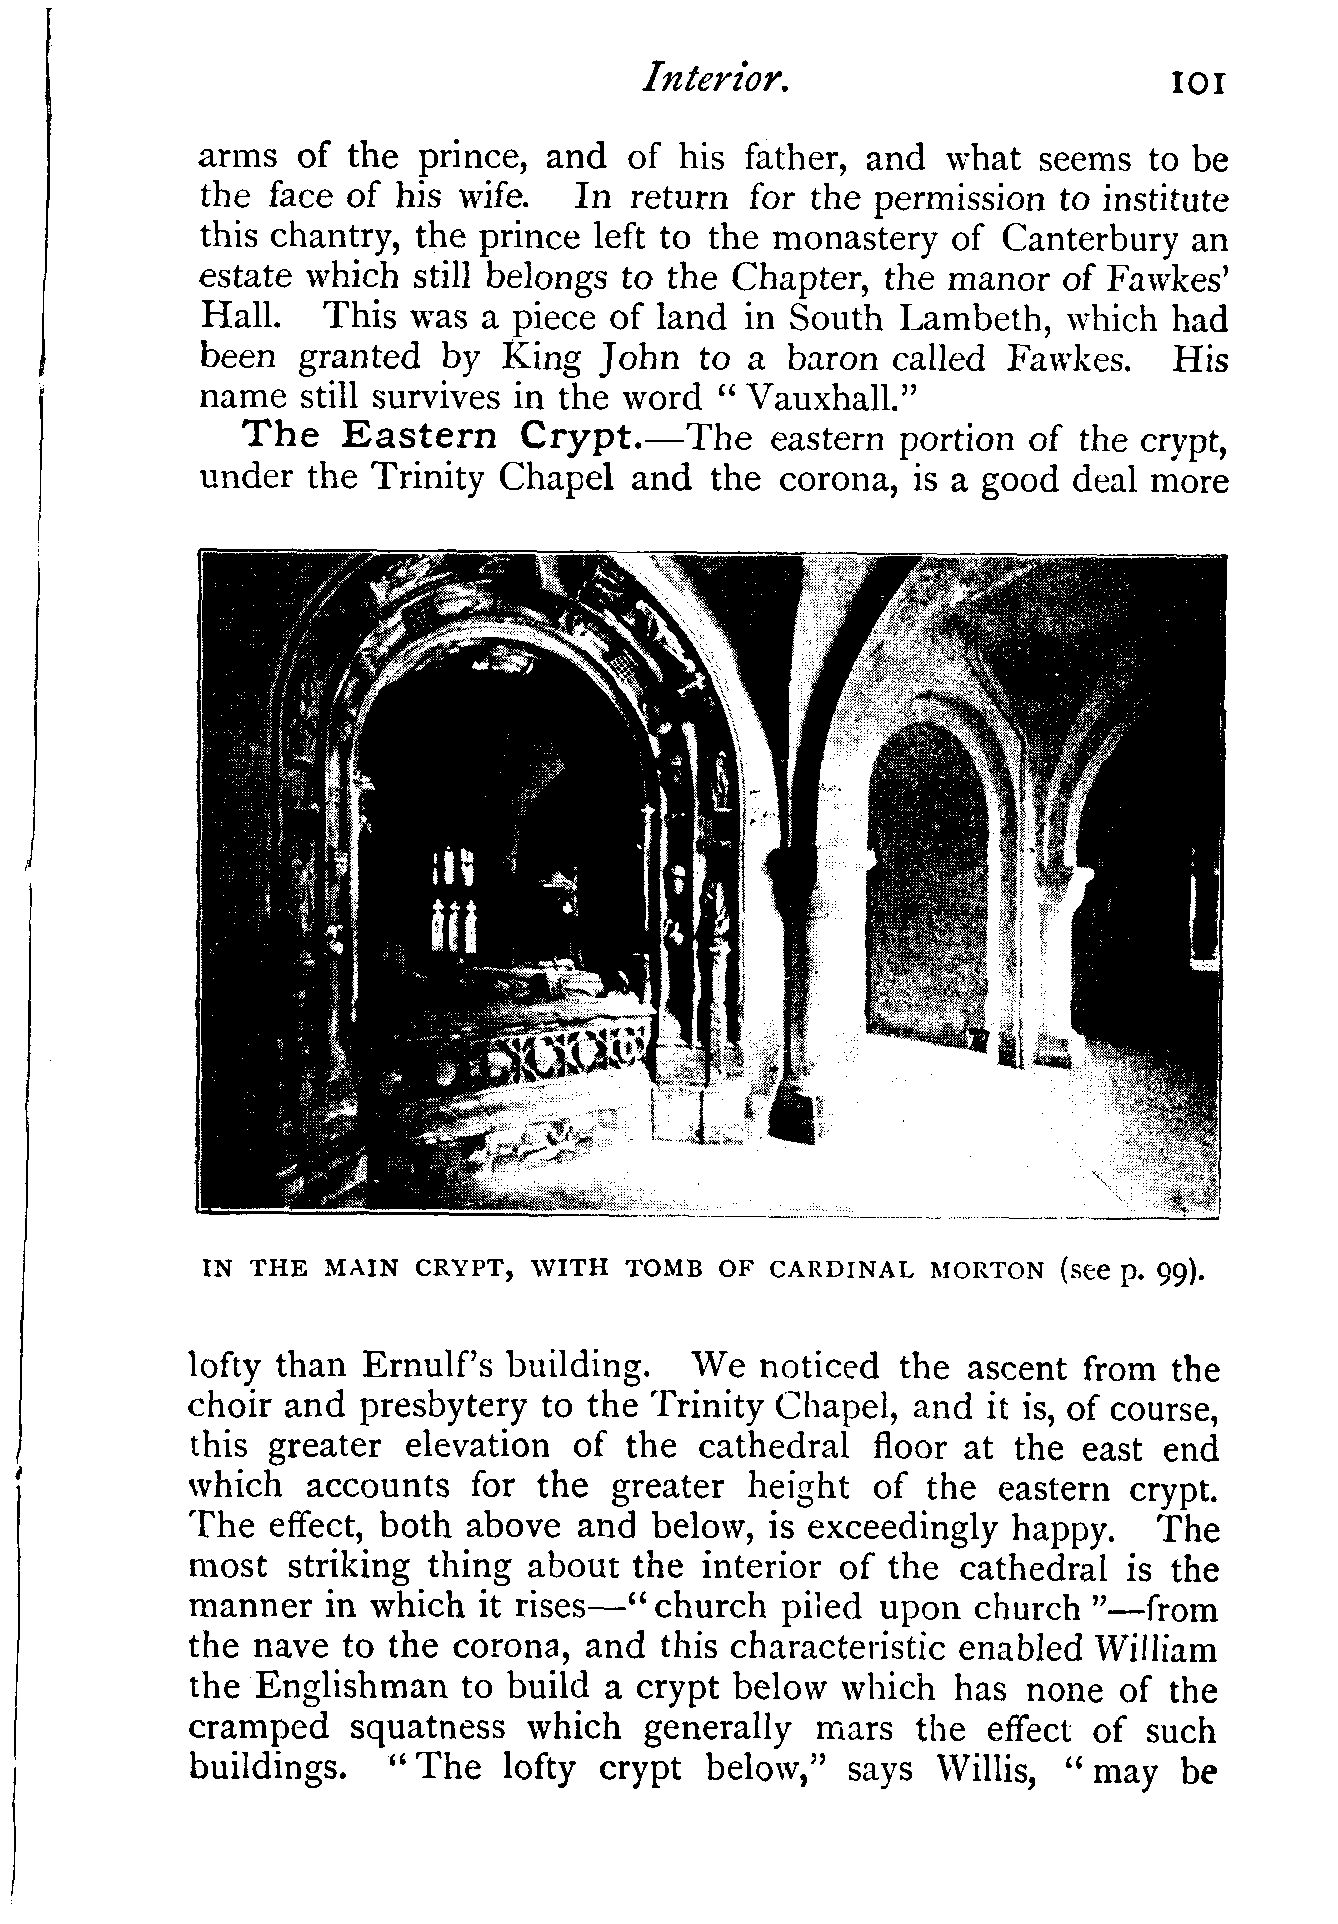 Interior. 101
arms of the prince, and of his father, and what seems to be
the face of his wife. In return for the permission to institute
this chantry, the prince left to the monastery of Canterbury an
estate which still belongs to the Chapter, the manor of Fawkes'
Hall. This was a piece of land in South Lambeth, which had
been granted by King John to a baron called Fawkes. His
name still survives in the word "Vauxhall."
The Eastern Crypt.—The eastern portion of the crypt,
under the Trinity Chapel and the corona, is a good deal more
IN THE MAIN CRYPT, WITH TOMB OF CARDINAL MORTON (see p. 99).
lofty than Ernulf's building. We noticed the ascent from the
choir and presbytery to the Trinity Chapel, and it is, of course,
this greater elevation of the cathedral floor at the east end
which accounts for the greater height of the eastern crypt.
The effect, both above and below, is exceedingly happy. The
most striking thing about the interior of the cathedral is the
manner in which it rises—"church piled upon church"—from
the nave to the corona, and this characteristic enabled William
the Englishman to build a crypt below which has none of the
cramped squatness which generally mars the effect of such
buildings. "The lofty crypt below," says Willis, "may be